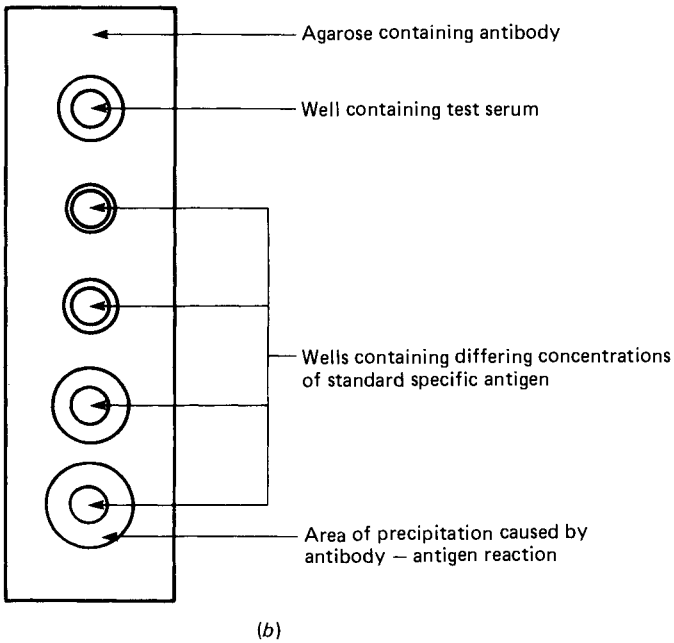 Agarose containing antibody
Well containing test serum
Wells containing differing concentrations
of standard specific antigen
Area of precipitation caused by
antibody — antigen reaction
(b)